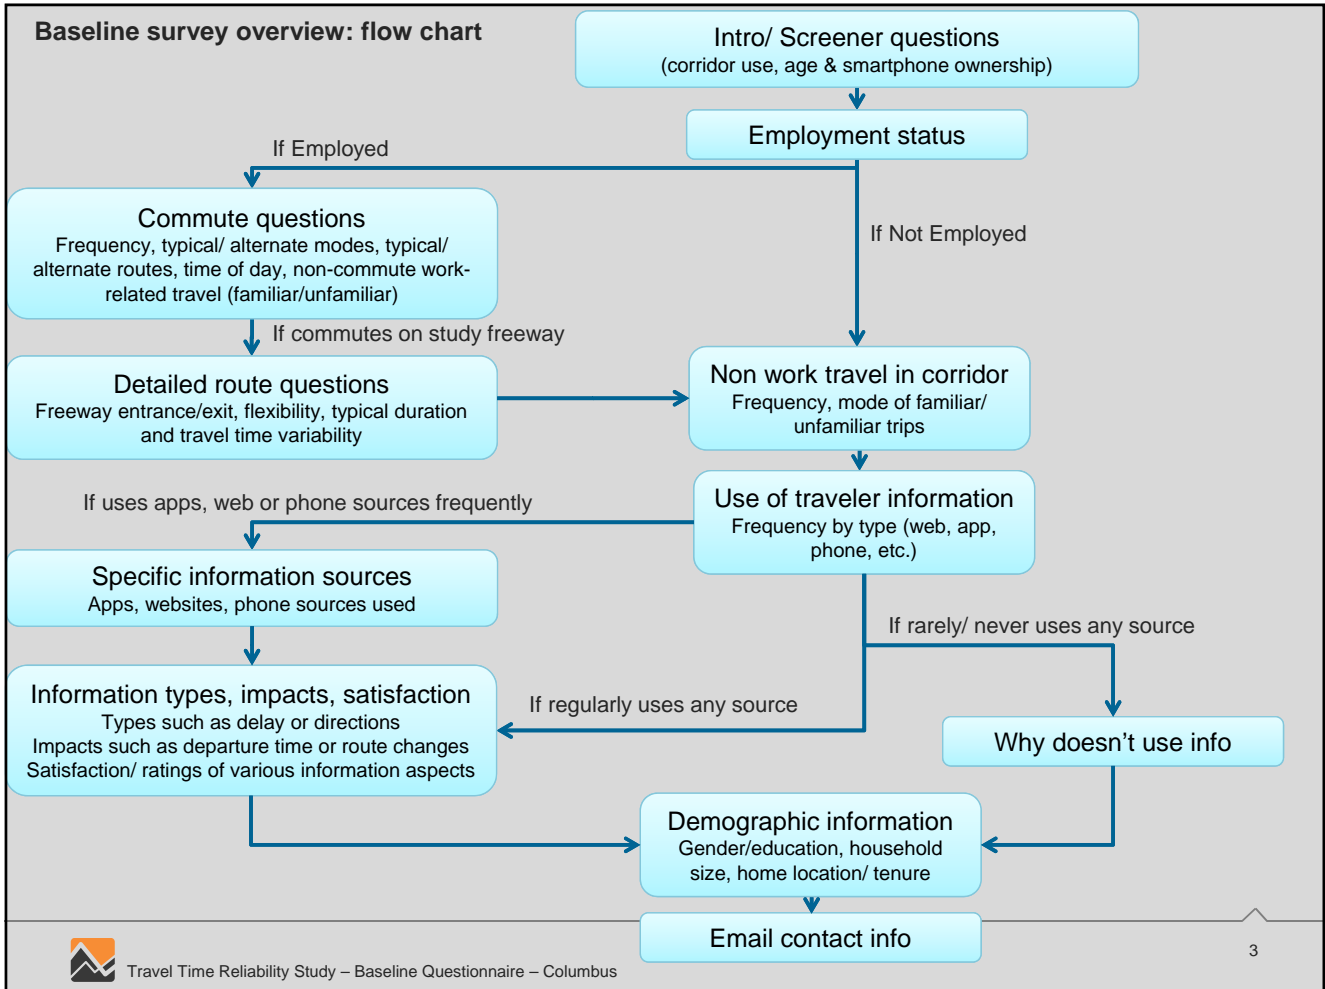 Baseline survey overview: flow chart
Intro/ Screener questions
(corridor use, age & smartphone ownership)
Employment status
If Employed
If Not Employed
Commute questions
Frequency, typical/ alternate modes, typical/
alternate routes, time of day, non-commute work-
related travel (familiar/unfamiliar)
If commutes on study freeway
Detailed route questions
Freeway entrance/exit, flexibility, typical duration
and travel time variability
Non work travel in corridor
Frequency, mode of familiar/
unfamiliar trips
Use of traveler information
Frequency by type (web, app,
phone, etc.)
If uses apps, web or phone sources frequently
Specific information sources
Apps, websites, phone sources used
If rarely/ never uses any source
Information types, impacts, satisfaction
Types such as delay or directions
Impacts such as departure time or route changes
Satisfaction/ ratings of various information aspects
If regularly uses any source
Why doesn’t use info
Demographic information
Gender/education, household
size, home location/ tenure
Email contact info
Travel Time Reliability Study – Baseline Questionnaire – Columbus
3